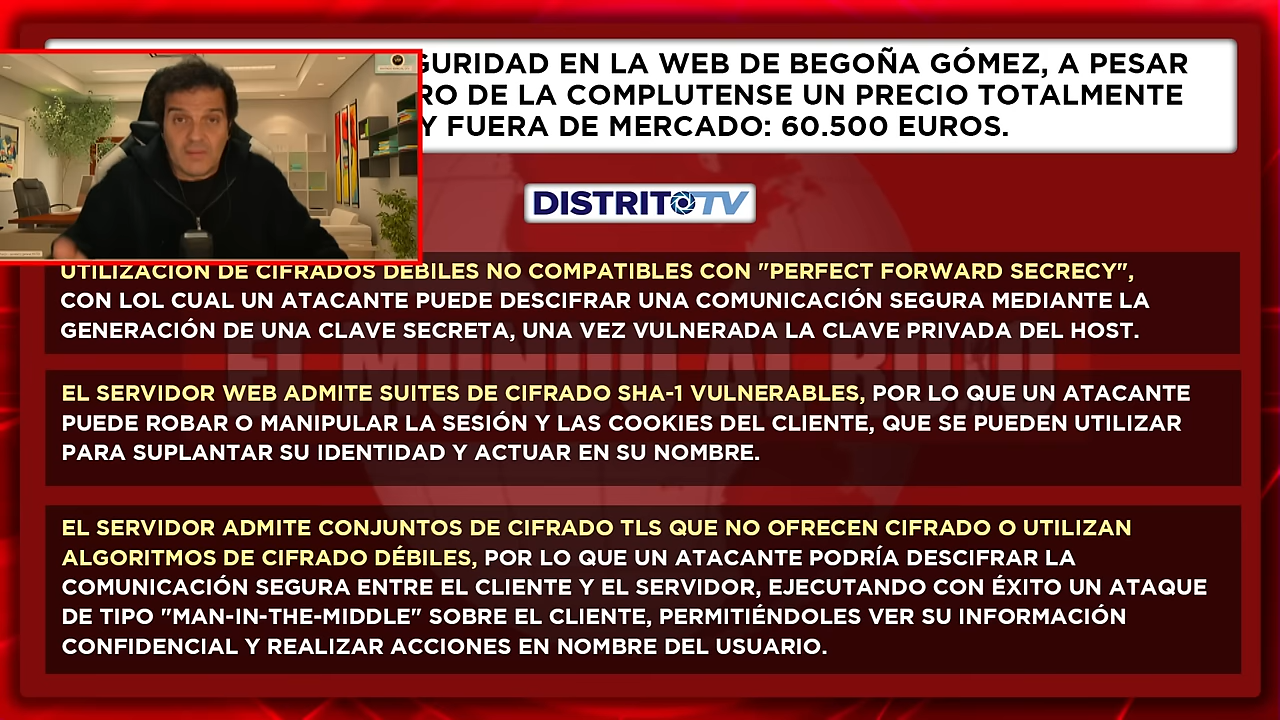 GURIDAD EN LA WEB DE BEGOÑA GÓMEZ, A PESAR
RO DE LA COMPLUTENSE UN PRECIO TOTALMENTE
Y FUERA DE MERCADO: 60.500 EUROS.
DISTRITOTV
UTILIZACIÓN DE CIFRADOS DÉBILES NO COMPATIBLES CON "PERFECT FORWARD SECRECY",
CON LOL CUAL UN ATACANTE PUEDE DESCIFRAR UNA COMUNICACIÓN SEGURA MEDIANTE LA
GENERACIÓN DE UNA CLAVE SECRETA, UNA VEZ VULNERADA LA CLAVE PRIVADA DEL HOST.
EL MUNDO AL ROJO
EL SERVIDOR WEB ADMITE SUITES DE CIFRADO SHA-1 VULNERABLES, POR LO QUE UN ATACANTE
PUEDE ROBAR O MANIPULAR LA SESIÓN Y LAS COOKIES DEL CLIENTE, QUE SE PUEDEN UTILIZAR
PARA SUPLANTAR SU IDENTIDAD Y ACTUAR EN SU NOMBRE.
EL SERVIDOR ADMITE CONJUNTOS DE CIFRADO TLS QUE NO OFRECEN CIFRADO O UTILIZAN
ALGORITMOS DE CIFRADO DÉBILES, POR LO QUE UN ATACANTE PODRÍA DESCIFRAR LA
COMUNICACIÓN SEGURA ENTRE EL CLIENTE Y EL SERVIDOR, EJECUTANDO CON ÉXITO UN ATAQUE
DE TIPO "MAN-IN-THE-MIDDLE" SOBRE EL CLIENTE, PERMITIÉNDOLES VER SU INFORMACIÓN
CONFIDENCIAL Y REALIZAR ACCIONES EN NOMBRE DEL USUARIO.